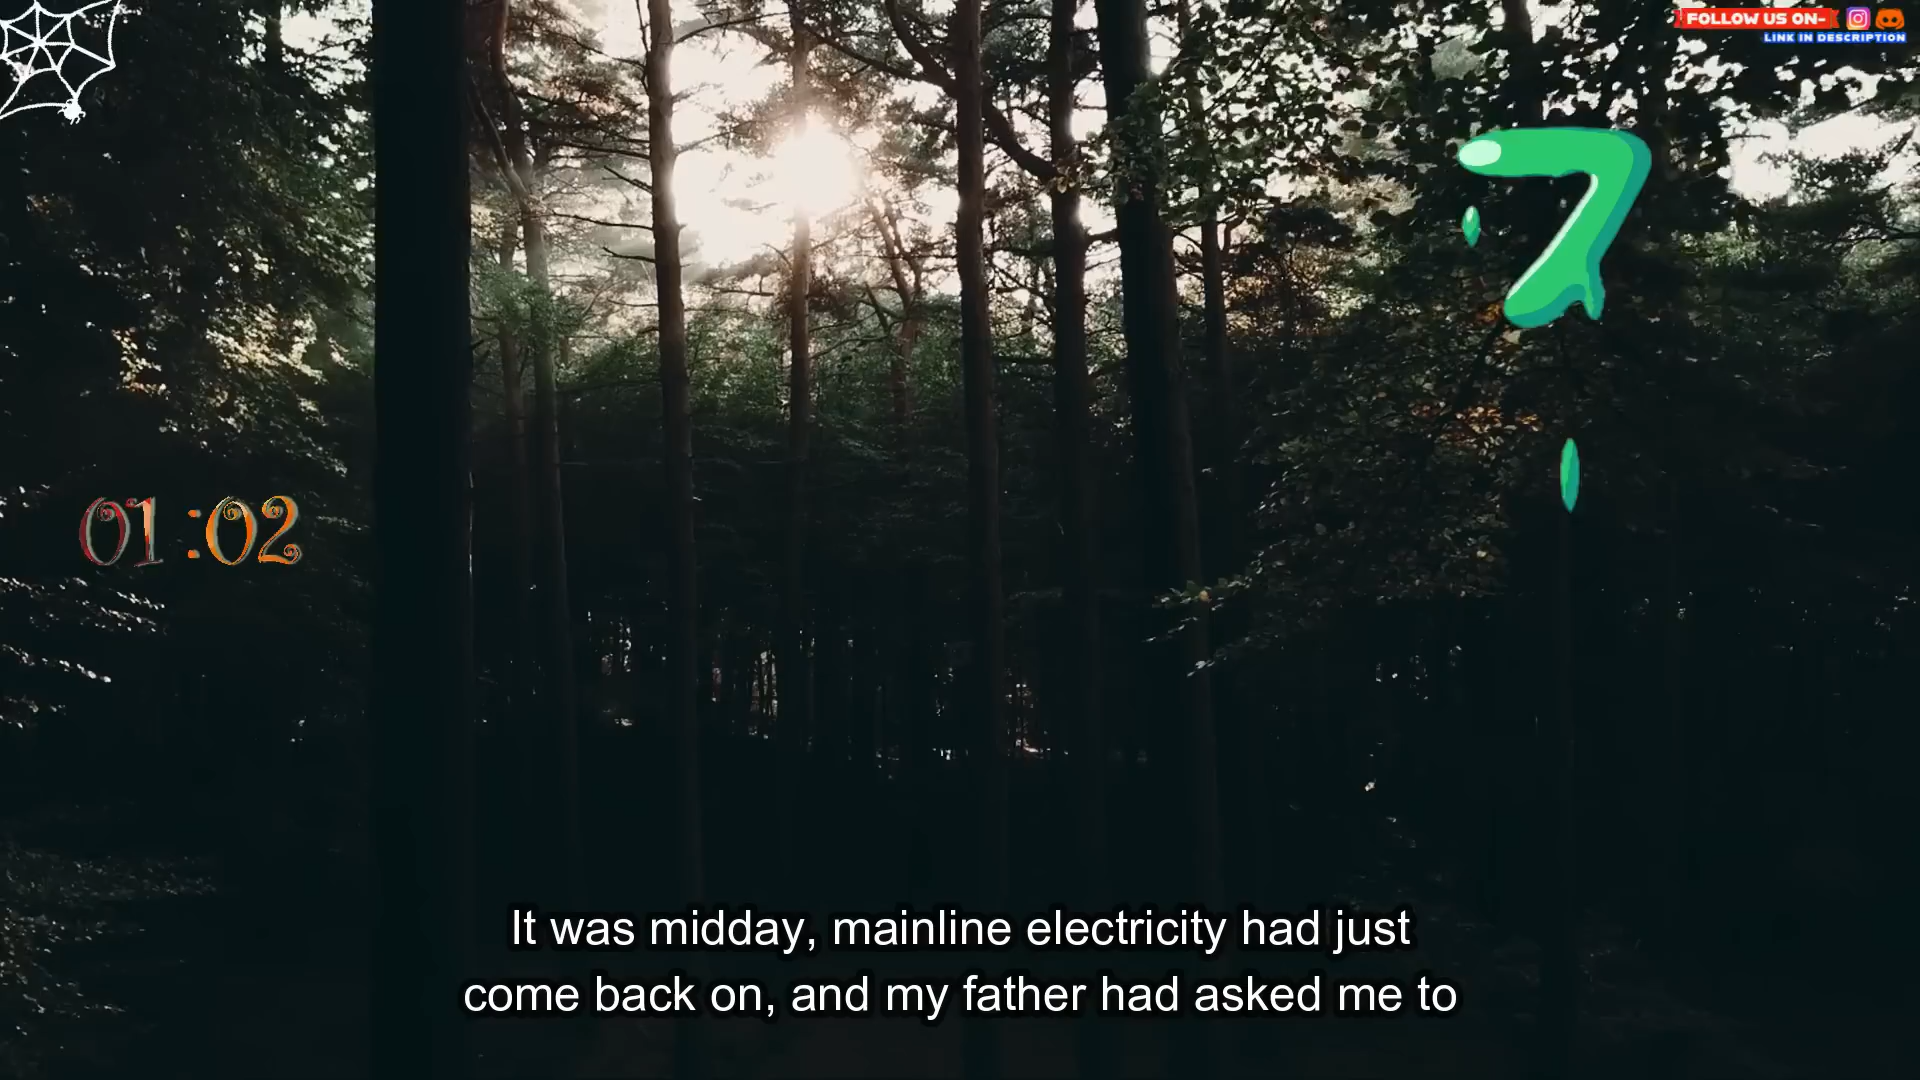 FOLLOW US ON-
LINK IN DESCRIPTION
7
01:02
It was midday, mainline electricity had just
come back on, and my father had asked me to